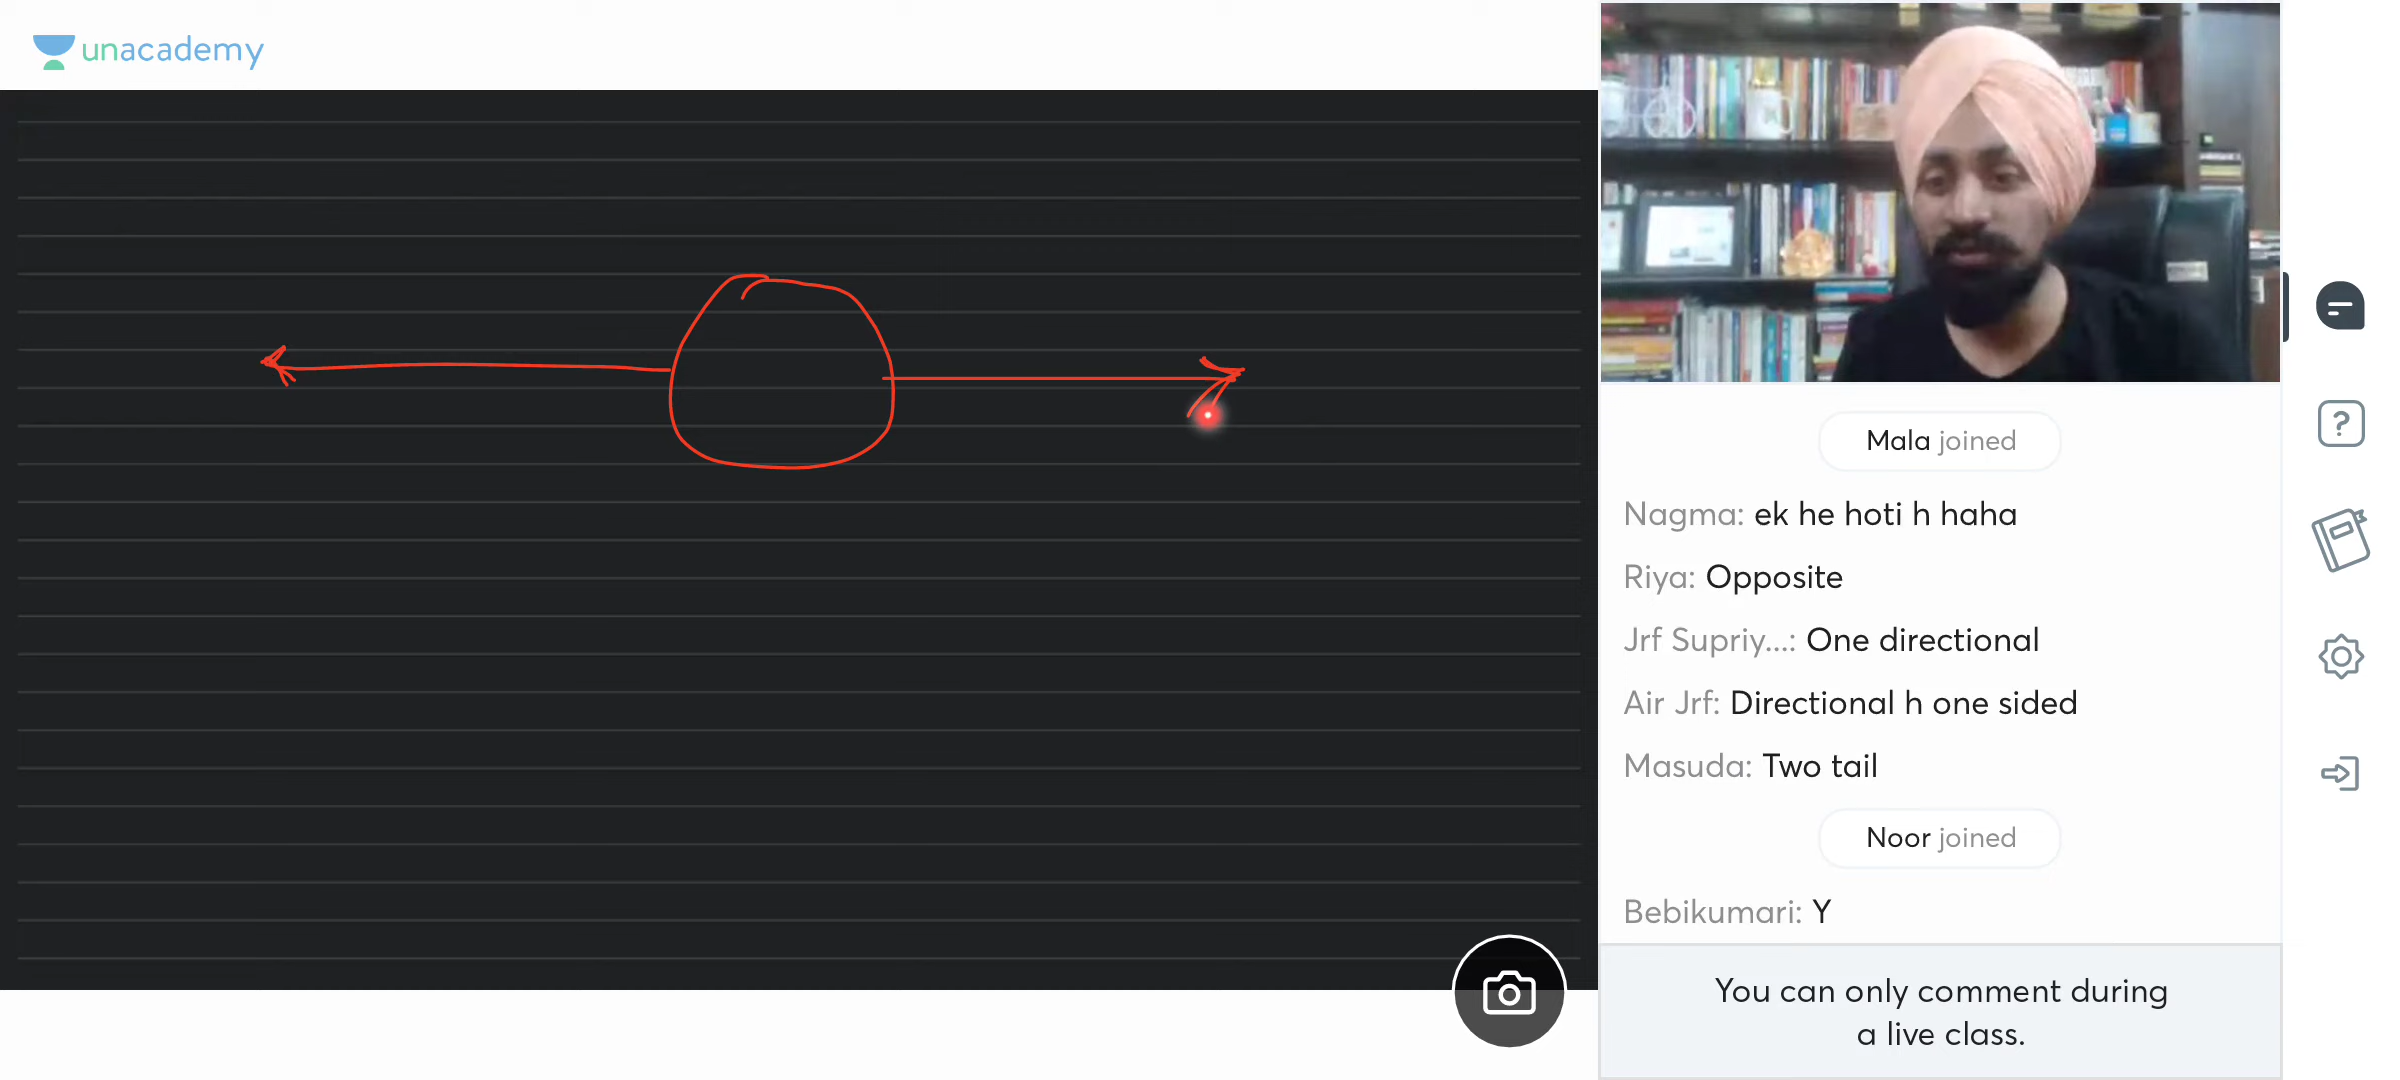 unacademy
Mala joined
Nagma: ek he hoti h haha
Riya: Opposite
Jrf Supriy...: One directional
Air Jrf: Directional h one sided
Masuda: Two tail
Noor joined
Bebikumari: Y
You can only comment during
a live class.